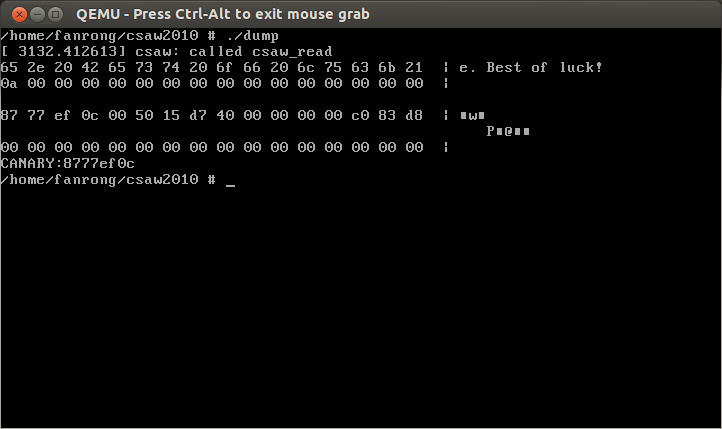 QEMU - Press Ctrl-Alt to exit mouse grab
/home/fanrong/csaw2010 # ./dump
[ 3132.412613] csaw: called csaw_read
65 2e 20 42 65 73 74 20 6f 66 20 6c 75 63 6b 21 ¦ e. Best of luck!
0a 00 00 00 00 00 00 00 00 00 00 00 00 00 00 00 ¦
87 77 ef 0c 00 50 15 d7 40 00 00 00 00 c0 83 d8 ¦ ■w■
P■@■■
00 00 00 00 00 00 00 00 00 00 00 00 00 00 00 00 ¦
CANARY:8777ef0c
/home/fanrong/csaw2010 # _